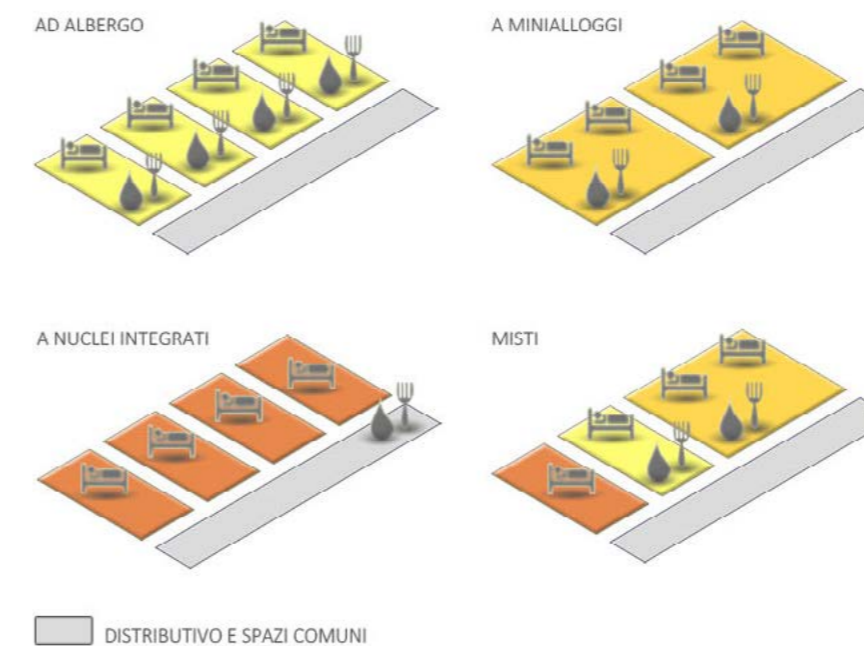 AD ALBERGO
A MINIALLOGGI
A NUCLEI INTEGRATI
MISTI
DISTRIBUTIVO E SPAZI COMUNI